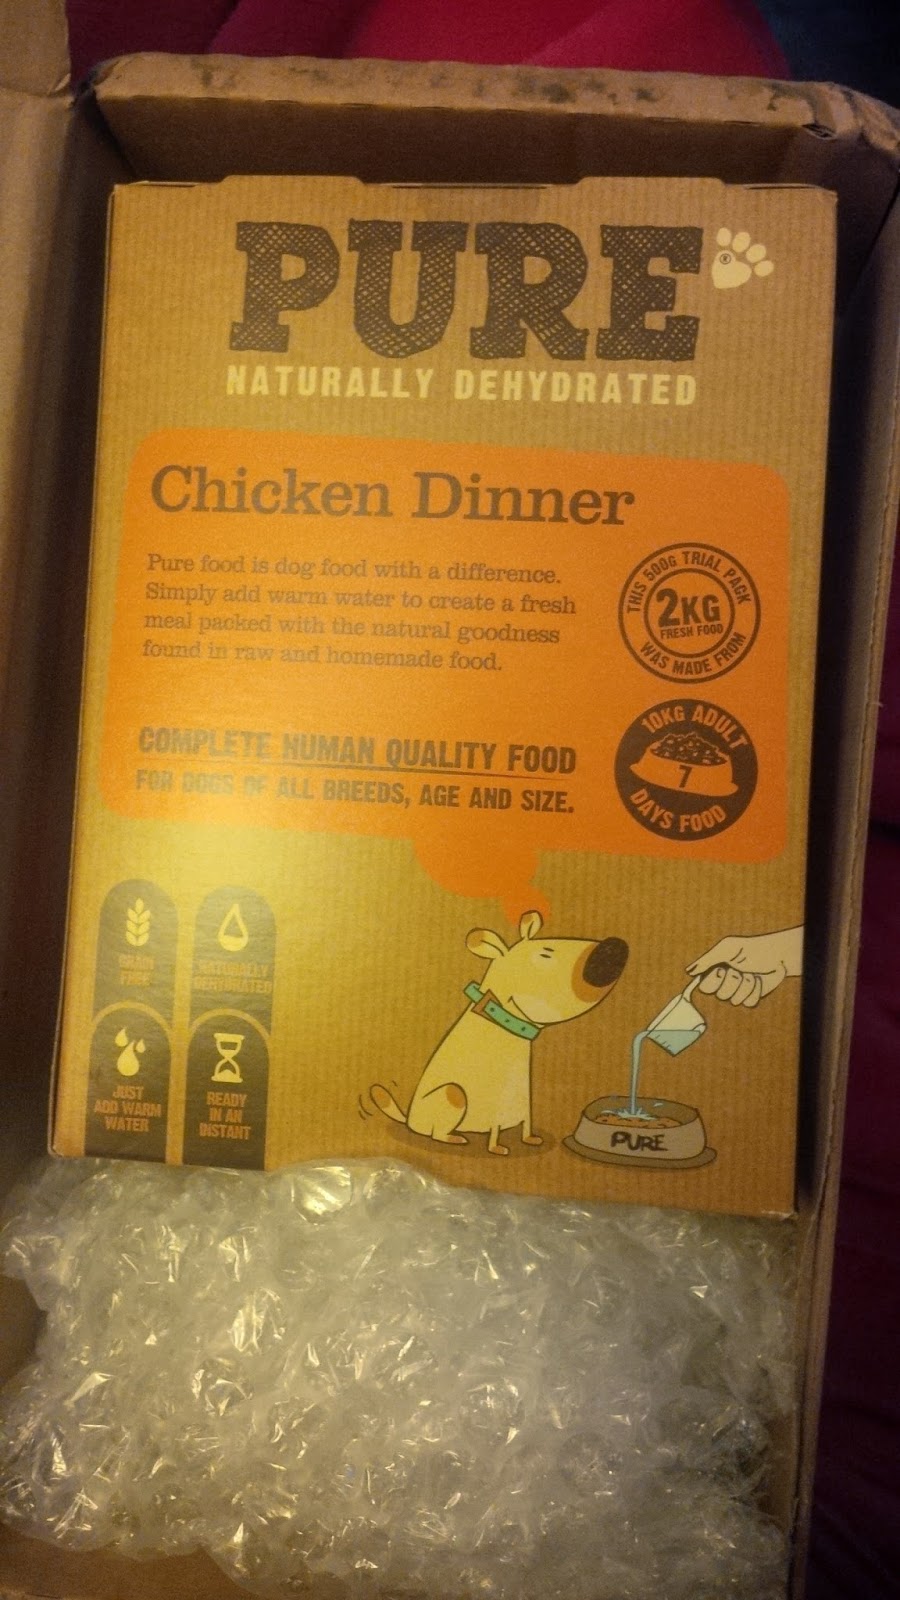 PURE
®
NATURALLY DEHYDRATED
Chicken Dinner
Pure food is dog food with a difference.
Simply add warm water to create a fresh
meal packed with the natural goodness
found in raw and homemade food.
THIS 500G TRIAL PACK
2KG
FRESH FOOD
WAS MADE FROM
COMPLETE HUMAN QUALITY FOOD
FOR DOGS OF ALL BREEDS, AGE AND SIZE.
10KG ADULT
7
DAYS FOOD
GRAIN
FREE
NATURALLY
DEHYDRATED
JUST
ADD WARM
WATER
READY
IN AN
INSTANT
PURE